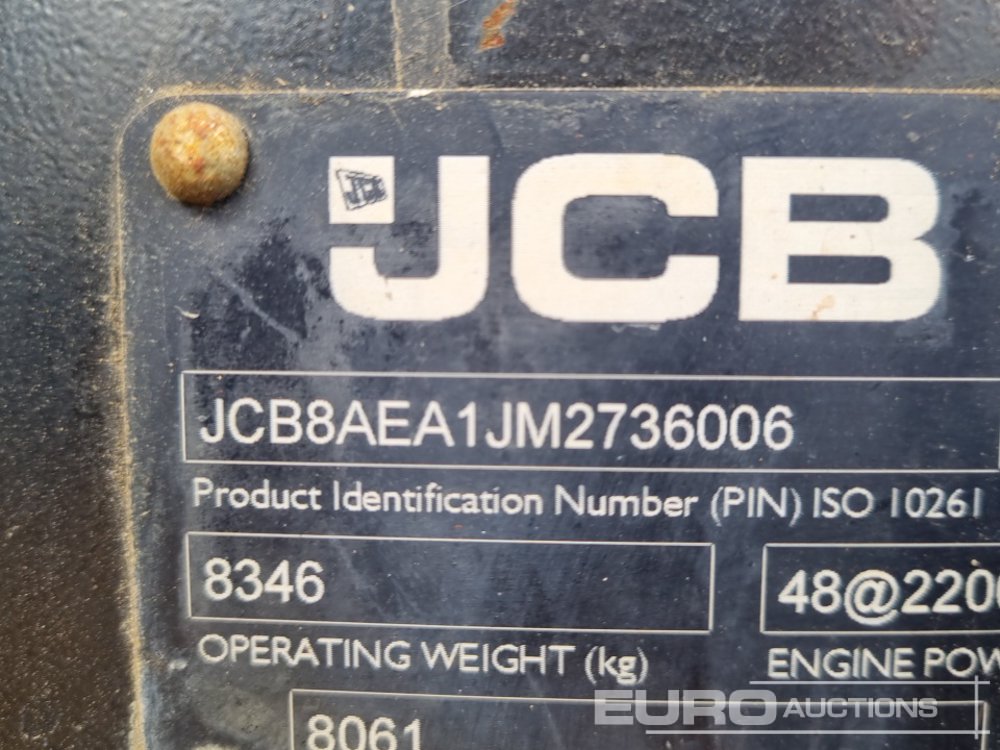 JCB
JCB
JCB8AEA1JM2736006
Product Identification Number (PIN) ISO 10261
8346
48@220
OPERATING WEIGHT (kg)
ENGINE POW
8061
EURO AUCTIONS